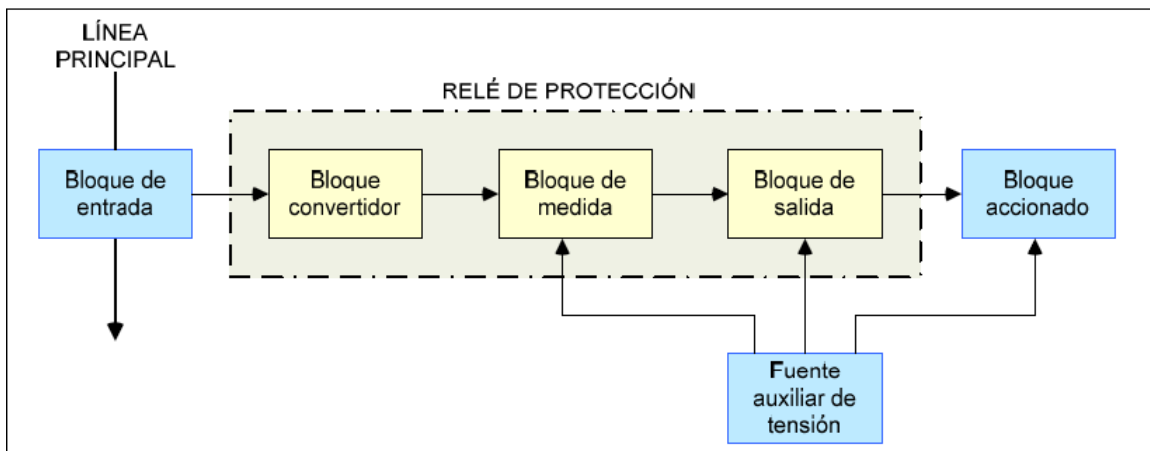 LÍNEA
PRINCIPAL
RELÉ DE PROTECCIÓN
Bloque de
entrada
Bloque
convertidor
Bloque de
medida
Bloque de
salida
Bloque
accionado
Fuente
auxiliar de
tensión